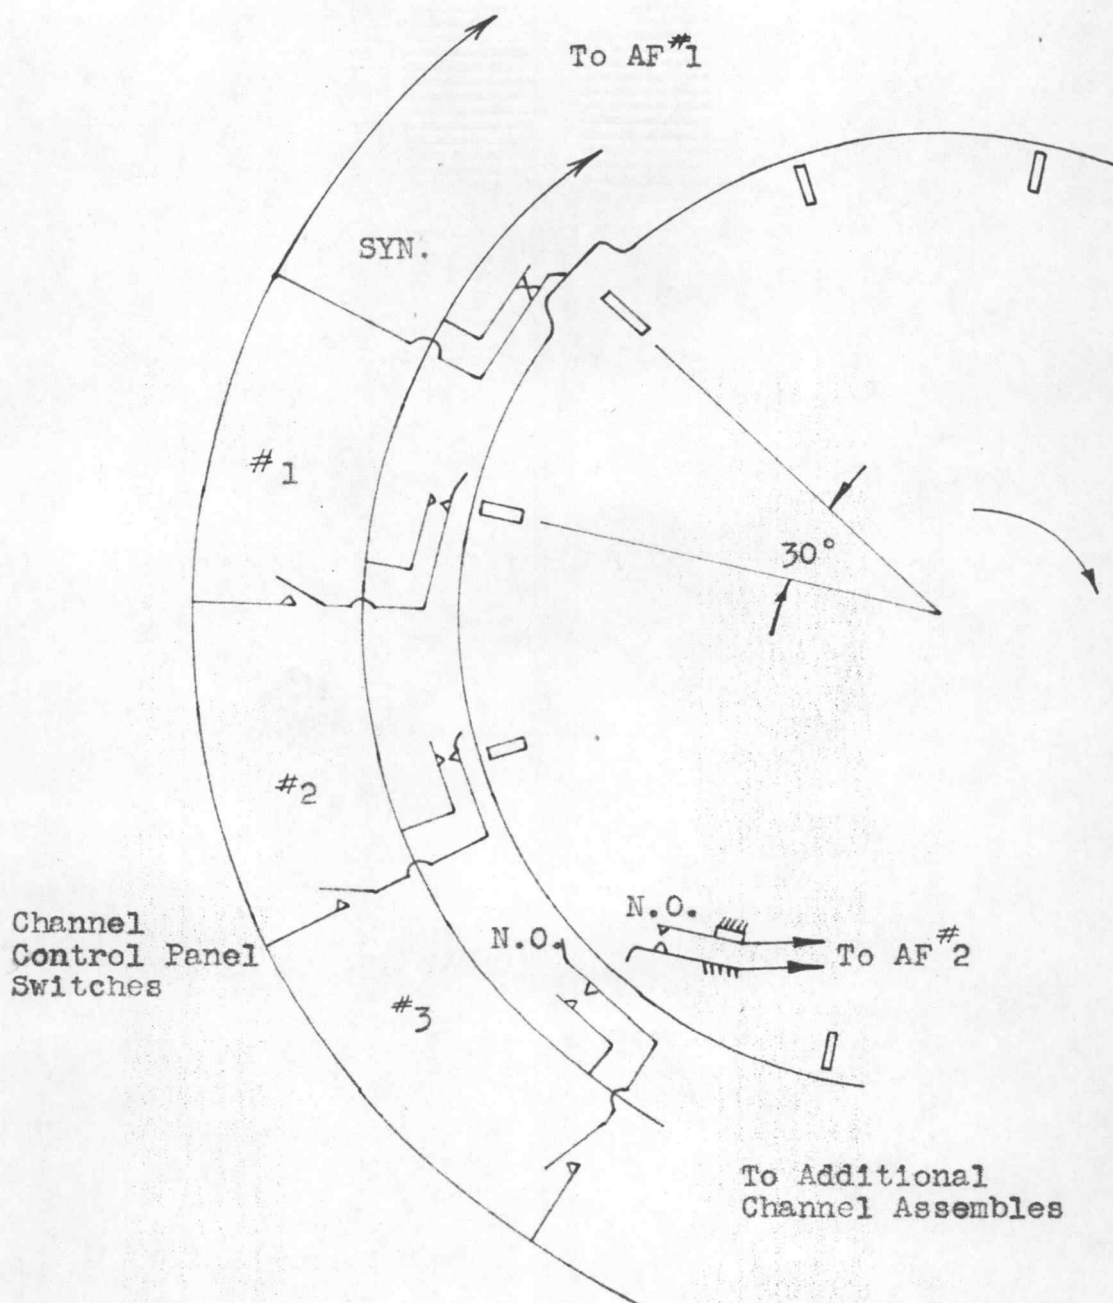 To AF #1
SYN.
#1
30°
#2
N.O.
Channel
Control Panel
Switches
N.O.
To AF #2
#3
To Additional
Channel Assembles